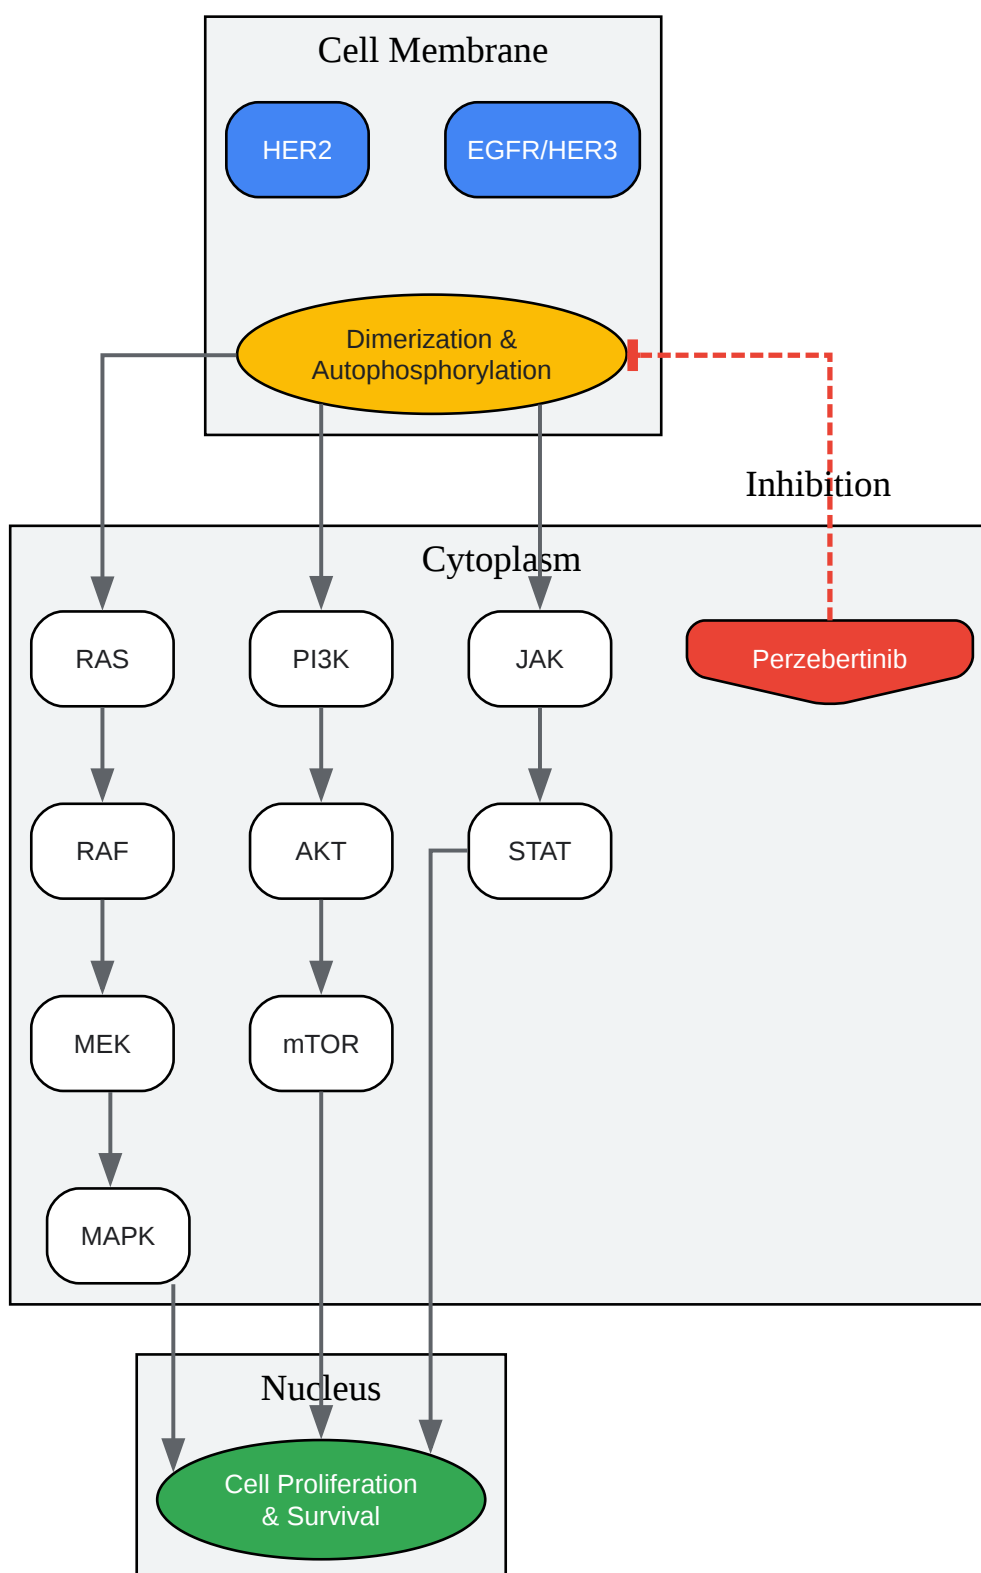 Cell Membrane
HER2
EGFR/HER3
Dimerization &
Autophosphorylation
Inhibition
Cytoplasm
RAS
PI3K
JAK
Perzebertinib
RAF
AKT
STAT
MEK
mTOR
MAPK
Nucleus
Cell Proliferation
& Survival